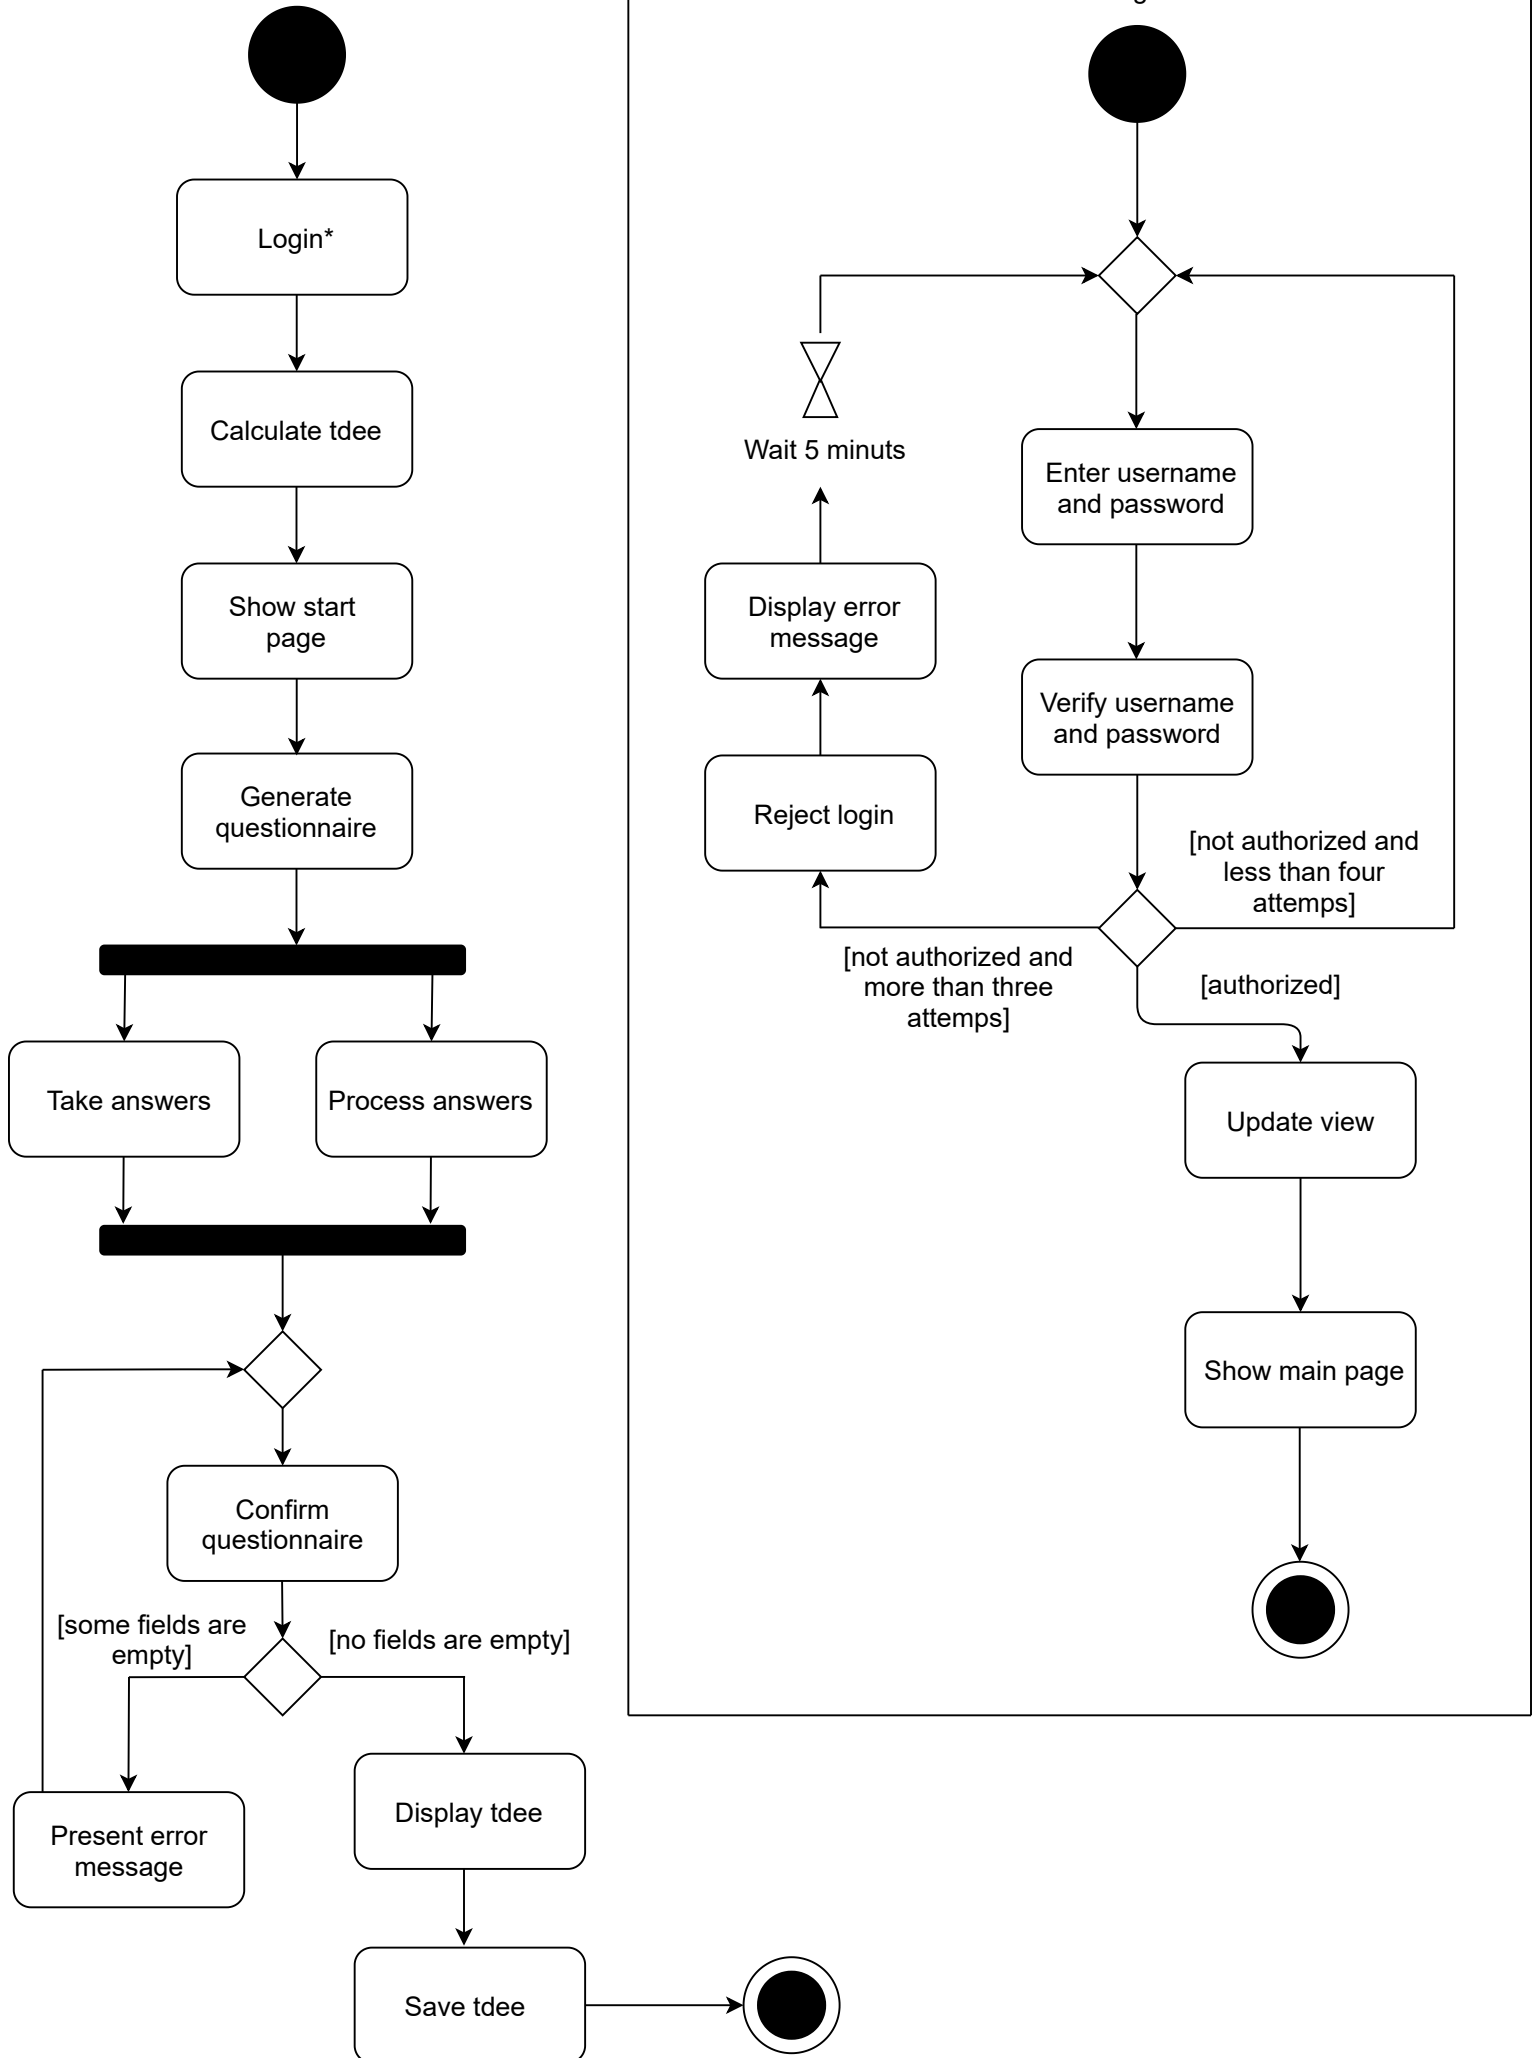 Login*
Calculate tdee
Show start
page
Generate
questionnaire
Take answers
Process answers
Confirm
questionnaire
[some fields are
empty]
[no fields are empty]
Present error
message
Display tdee
Save tdee
Wait 5 minuts
Enter username
and password
Display error
message
Verify username
and password
Reject login
[not authorized and
less than four
attemps]
[not authorized and
more than three
attemps]
[authorized]
Update view
Show main page